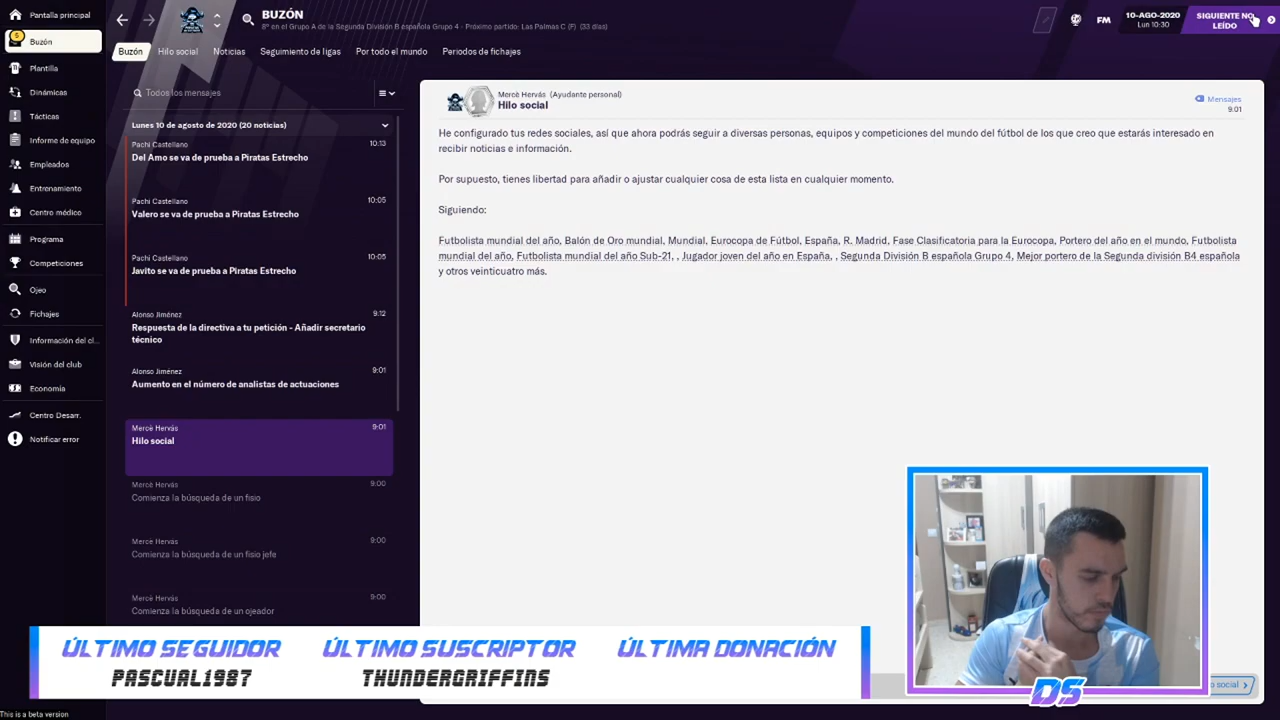 Pantalla principal
5
Buzón
Plantilla
Dinámicas
Tácticas
Informe de equipo
Empleados
Entrenamiento
Centro médico
Programa
Competiciones
Ojeo
Fichajes
Información del cl...
Visión del club
Economía
Centro Desarr.
Notificar error
This is a beta version
BUZÓN
8º en el Grupo A de la Segunda División B española Grupo 4 - Próximo partido: Las Palmas C (F) (33 días)
FM
10-AGO-2020
Lun 10:30
SIGUIENTE NO LEÍDO
Buzón
Hilo social
Noticias
Seguimiento de ligas
Por todo el mundo
Periodos de fichajes
Todos los mensajes
Lunes 10 de agosto de 2020 (20 noticias)
Pachi Castellano 10:13
Del Amo se va de prueba a Piratas Estrecho
Pachi Castellano 10:05
Valero se va de prueba a Piratas Estrecho
Pachi Castellano 10:05
Javito se va de prueba a Piratas Estrecho
Alonso Jiménez 9:12
Respuesta de la directiva a tu petición - Añadir secretario
técnico
Alonso Jiménez 9:01
Aumento en el número de analistas de actuaciones
Mercè Hervás 9:01
Hilo social
Mercè Hervás 9:00
Comienza la búsqueda de un fisio
Mercè Hervás 9:00
Comienza la búsqueda de un fisio jefe
Mercè Hervás 9:00
Comienza la búsqueda de un ojeador
Mercè Hervás (Ayudante personal)
Hilo social
Mensajes
9.01
He configurado tus redes sociales, así que ahora podrás seguir a diversas personas, equipos y competiciones del mundo del fútbol de los que creo que estarás interesado en
recibir noticias e información.
Por supuesto, tienes libertad para añadir o ajustar cualquier cosa de esta lista en cualquier momento.
Siguiendo:
Futbolista mundial del año, Balón de Oro mundial, Mundial, Eurocopa de Fútbol, España, R. Madrid, Fase Clasificatoria para la Eurocopa, Portero del año en el mundo, Futbolista
mundial del año, Futbolista mundial del año Sub-21, , Jugador joven del año en España, , Segunda División B española Grupo 4, Mejor portero de la Segunda división B4 española
y otros veinticuatro más.
ÚLTIMO SEGUIDOR
PASCUAL1987
ÚLTIMO SUSCRIPTOR
THUNDERGRIFFINS
ÚLTIMA DONACIÓN
DS
social